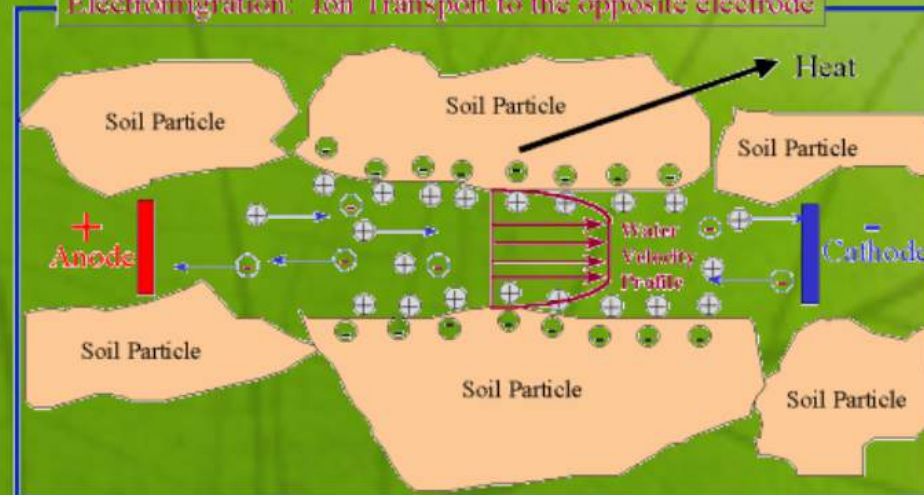 Electromigration: Ion Transport to the opposite electrode
Heat
Soil Particle
Soil Particle
Soil Particle
+
Anode
Water
Velocity
Profile
-
Cathode
Soil Particle
Soil Particle
Soil Particle